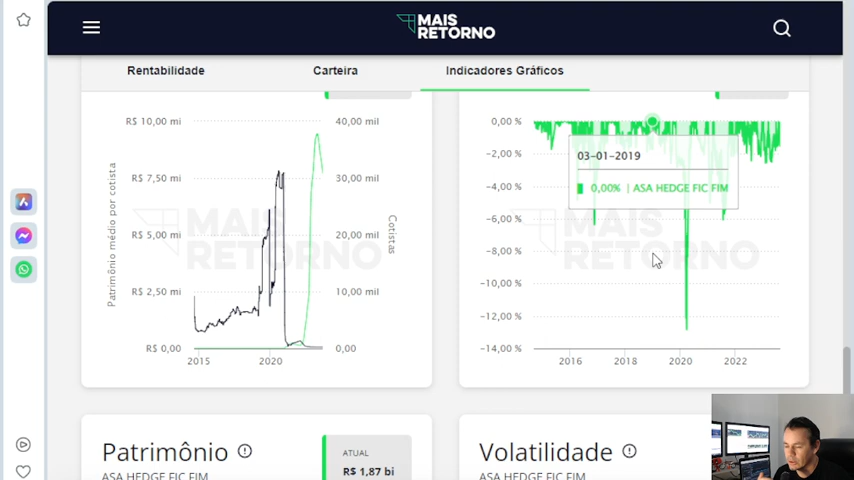 MAIS
RETORNO
Rentabilidade
Carteira
Indicadores Gráficos
R$ 10,00 mi
R$ 7,50 mi
R$ 5,00 mi
R$ 2,50 mi
R$ 0,00
Patrimônio médio por cotista
40,00 mil
30,00 mil
20,00 mil
10,00 mil
0,00
Cotistas
2015
2020
MAIS
RETORNO
0,00 %
-2,00 %
-4,00 %
-6,00 %
-8,00 %
-10,00 %
-12,00 %
-14,00 %
03-01-2019
0,00% | ASA HEDGE FIC FIM
MAIS
RETORNO
2016
2018
2020
2022
Patrimônio
ASA HEDGE FIC FIM
ATUAL
R$ 1,87 bi
Volatilidade
ASA HEDGE FIC FIM